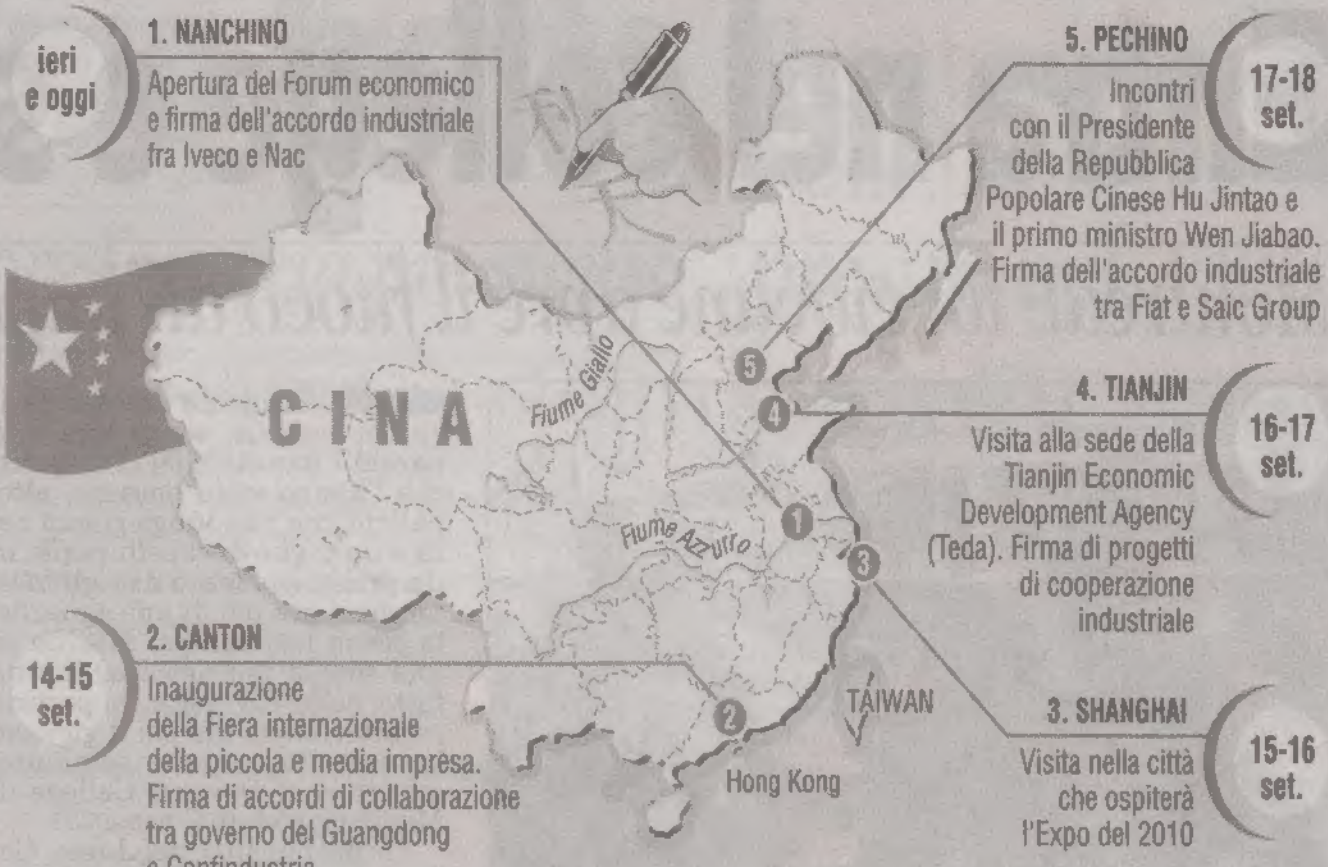 ieri
e oggi
1. NANCHINO
Apertura del Forum economico
e firma dell'accordo industriale
fra Iveco e Nac
5. PECHINO
17-18
set.
Incontri
con il Presidente
della Repubblica
Popolare Cinese Hu Jintao e
il primo ministro Wen Jiabao.
Firma dell'accordo industriale
tra Fiat e Saic Group
CINA
Fiume Giallo
Fiume Azzurro
5
4
1
3
2
TAIWAN
Hong Kong
4. TIANJIN
16-17
set.
Visita alla sede della
Tianjin Economic
Development Agency
(Teda). Firma di progetti
di cooperazione
industriale
14-15
set.
2. CANTON
Inaugurazione
della Fiera internazionale
della piccola e media impresa.
Firma di accordi di collaborazione
tra governo del Guangdong
e Confindustria
3. SHANGHAI
15-16
set.
Visita nella città
che ospiterà
l'Expo del 2010